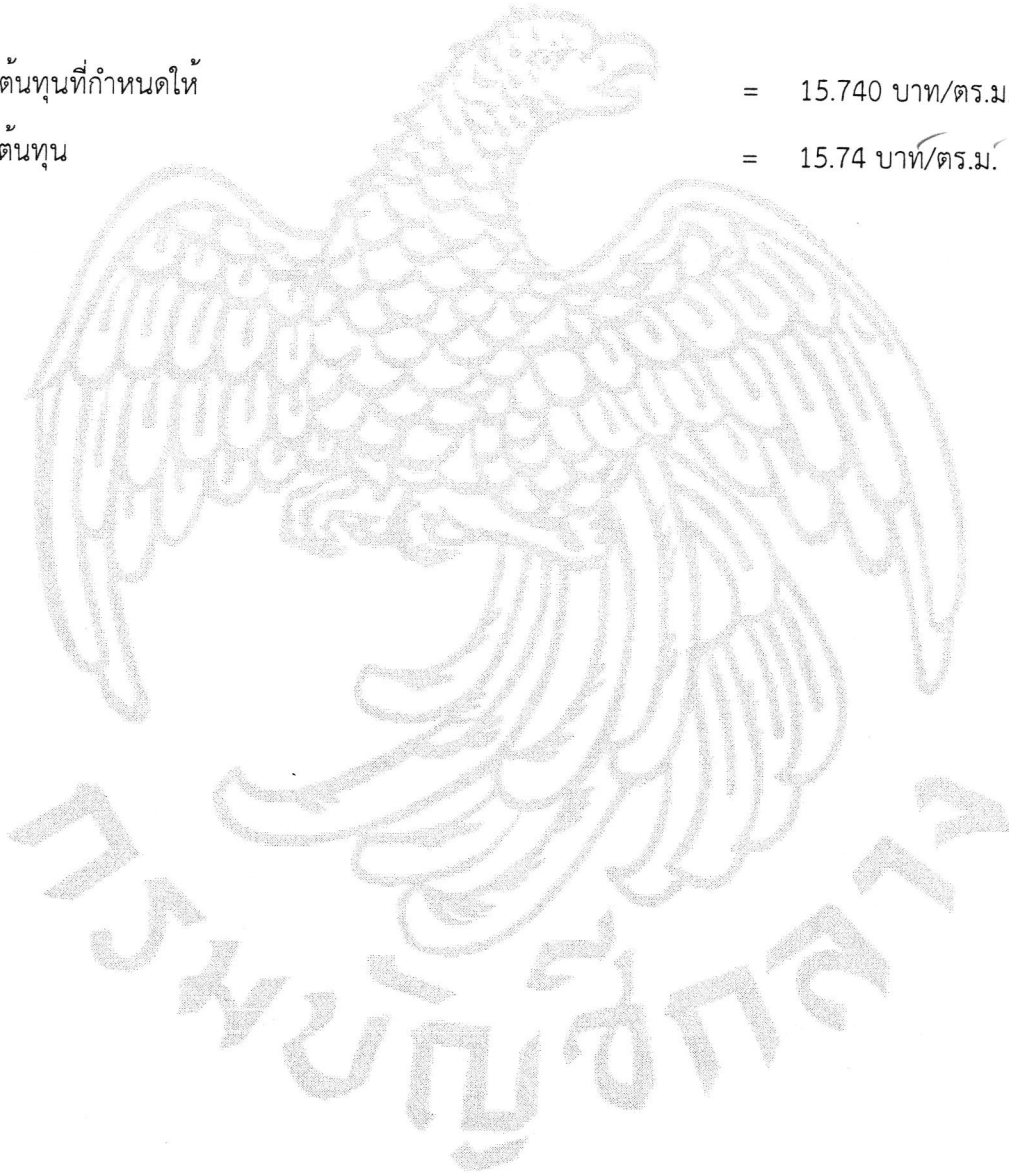 ต้นทุนที่กำหนดให้ = 15.740 บาท/ตร.ม.
ต้นทุน = 15.74 บาท/ตร.ม.
กรมบัญชีกลาง